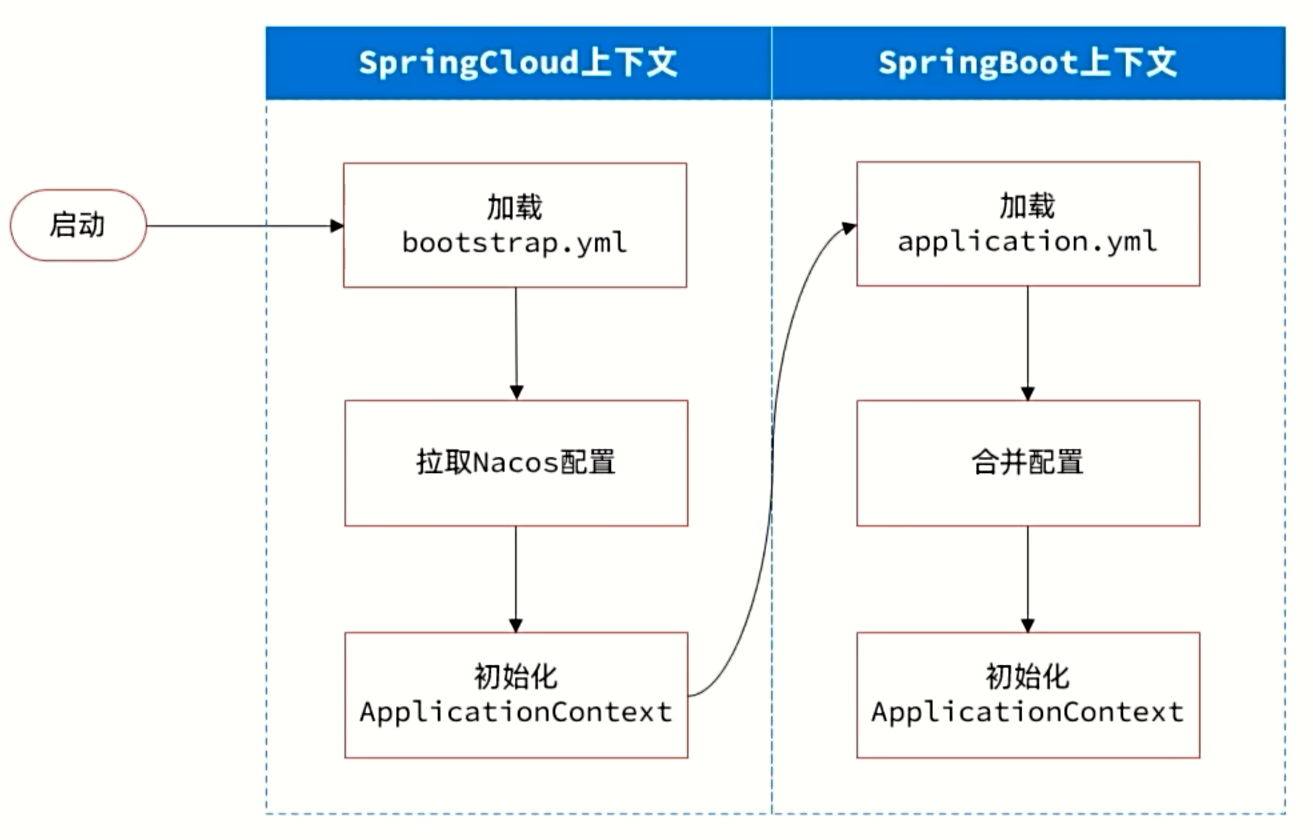 SpringCloud上下文
SpringBoot上下文
启动
加载
bootstrap.yml
拉取Nacos配置
初始化
ApplicationContext
加载
application.yml
合并配置
初始化
ApplicationContext